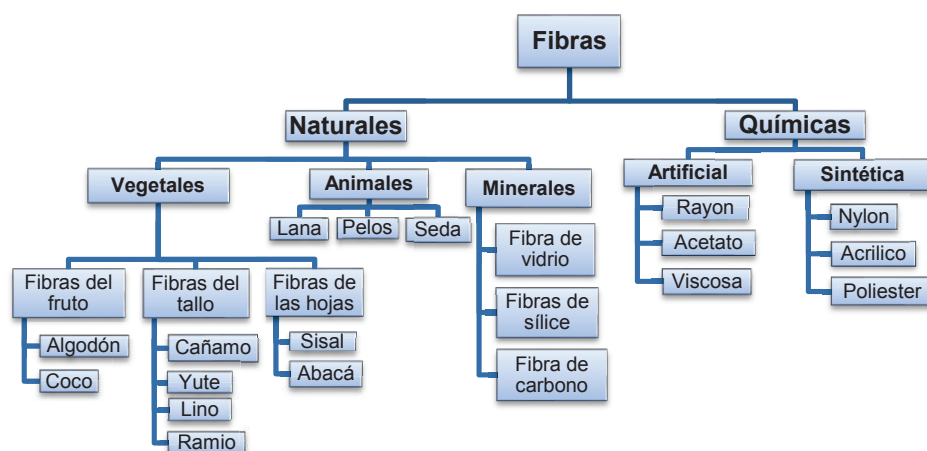 Fibras
Naturales
Químicas
Vegetales
Animales
Minerales
Artificial
Sintética
Lana
Pelos
Seda
Rayon
Acetato
Viscosa
Nylon
Acrilico
Poliester
Fibra de
vidrio
Fibras de
sílice
Fibra de
carbono
Fibras del
fruto
Algodón
Coco
Fibras del
tallo
Cañamo
Yute
Lino
Ramio
Fibras de
las hojas
Sisal
Abacá